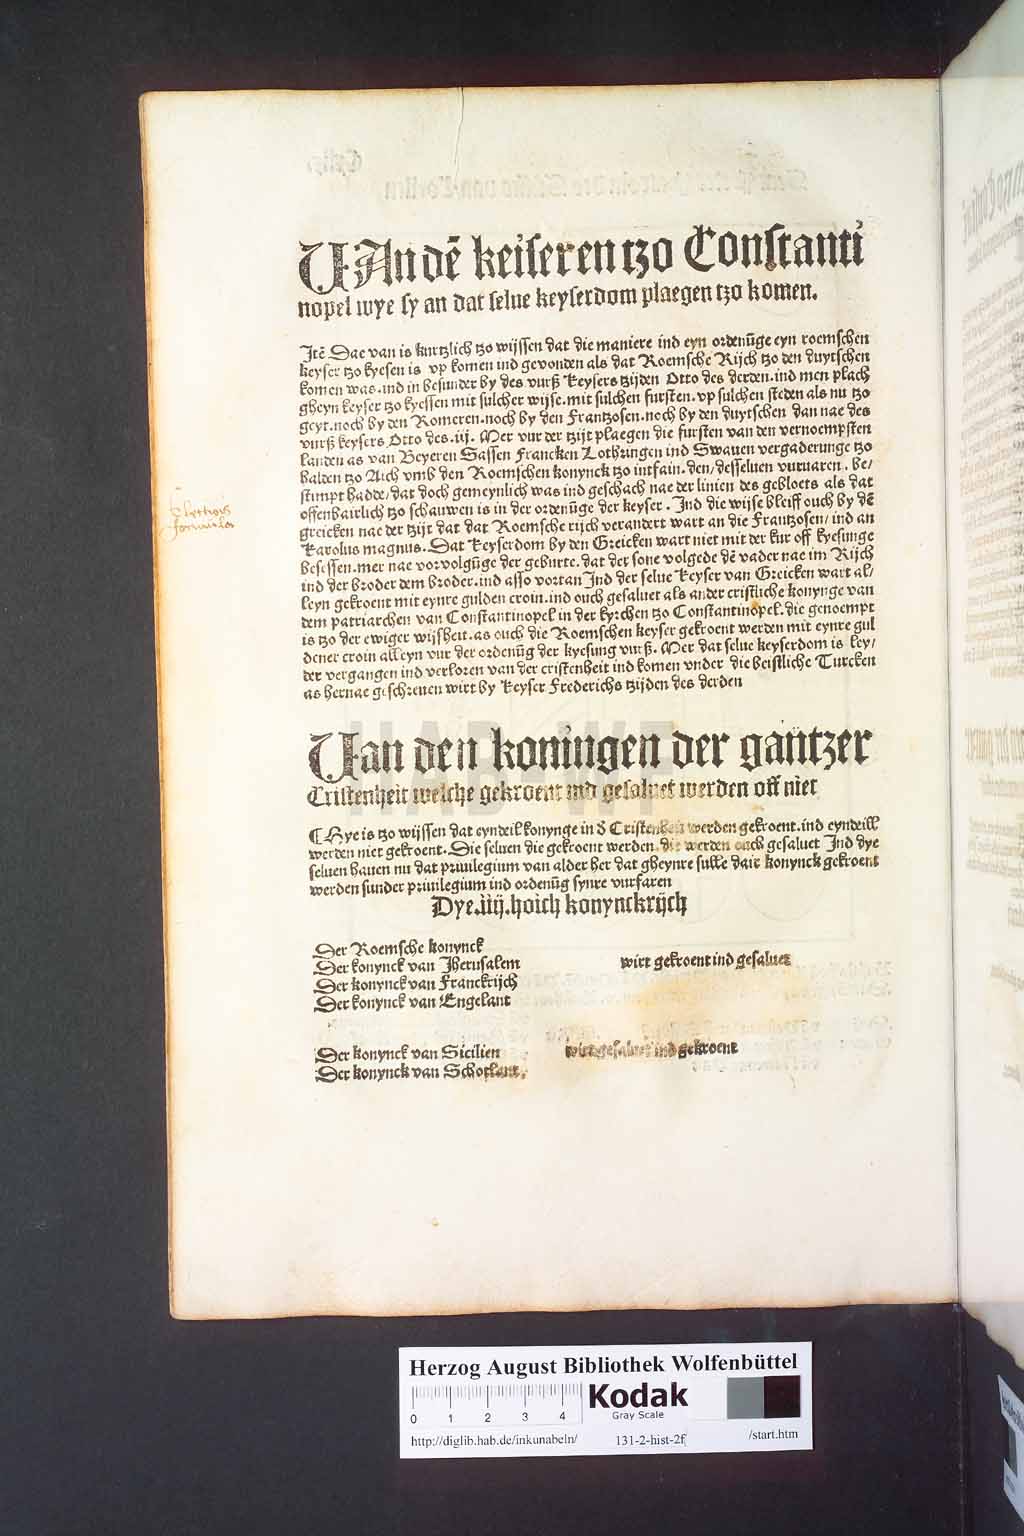 VAn dē keiseren tzo Constanti
nopel wye sy an dat selue keyserdom plaegen tzo komen.
Itē Dae van is kurtzlich tzo wijssen dat die maniere ind eyn ordenūge eyn roemschen
keyser tzo kyesen is vp komen ind gevonden als dat Roemsche Rijch tzo den duytschen
komen was. ind in besunder by des vurß keysers tzijden Otto des derden. ind men plach
gheyn keyser tzo kyessen mit sulcher wijse. mit sulchen fursten. vp sulchen steden als nu tzo
geyt. noch by den Romeren. noch by den Frantzosen. noch by den duytschen dan nae des
vurß keysers Otto des .iij. Mer vur der tzijt plaegen die fursten van den vernoempsten
landen as van Beyeren Sassen Francken Lothringen ind Swauen vergaderunge tzo
halden tzo Aich vmb den Roemschen konynck tzo intfain. den/ desseluen vuruaren. be/
stimpt hadde/ dat doch gemeynlich was ind geschach nae der linien des gebloets als dat
offenbairlich tzo schauwen is in der ordenūge der keyser. Ind die wijse bleiff ouch by dē
greicken nae der tzijt dat dat Roemsche rijch verandert wart an die Frantzosen/ ind an
Karolus magnus. Dat keyserdom by den Greicken wart niet mit der kur off kyesunge
besessen. mer nae vorvolgūge der geburte. dat der sone volgede dē vader nae im Rijch
ind der broder dem broder. ind asso vortan Ind der selue keyser van Greicken wart al/
leyn gekroent mit eynre gulden croin. ind ouch gesaluet als ander cristliche konynge van
dem patriarchen van Constantinopel in der kyrchen tzo Constantinopel. die genoempt
is tzo der ewiger wijsheit. as ouch die Roemschen keyser gekroent werden mit eynre gul
dener croin alleyn vur der ordenūg der kyesung vurß. Mer dat selue keyserdom is ley/
der vergangen ind verloren van der cristenheit ind komen vnder die heistliche Turcken
as hernae geschreuen wirt by keyser Frederichs tzijden des derden
Electionis
formula
Van den koningen der gantzer
Cristenheit welche gekroent ind gesaluet werden off niet
¶ Hye is tzo wijssen dat eyndeil konynge in d Cristenheit werden gekroent. ind eyndeill
werden niet gekroent. Die seluen die gekroent werden. die werden ouch gesaluet Ind dye
seluen hauen nu dat priuilegium van alder her dat gheynre sulle dair konynck gekroent
werden sunder priuilegium ind ordenūg synre vurfaren
Dye .iiij. hoich konynckrijch
Der Roemsche konynck
Der konynck van Jherusalem wirt gekroent ind gesaluet
Der konynck van Franckrijch
Der konynck van Engelant
Der konynck van Sicilien wirt gesaluet ind gekroent
Der konynck van Schotlant.
HAB-WF
Herzog August Bibliothek Wolfenbüttel
0 1 2 3 4 Kodak
Gray Scale
http://diglib.hab.de/inkunabeln/ 131-2-hist-2f /start.htm